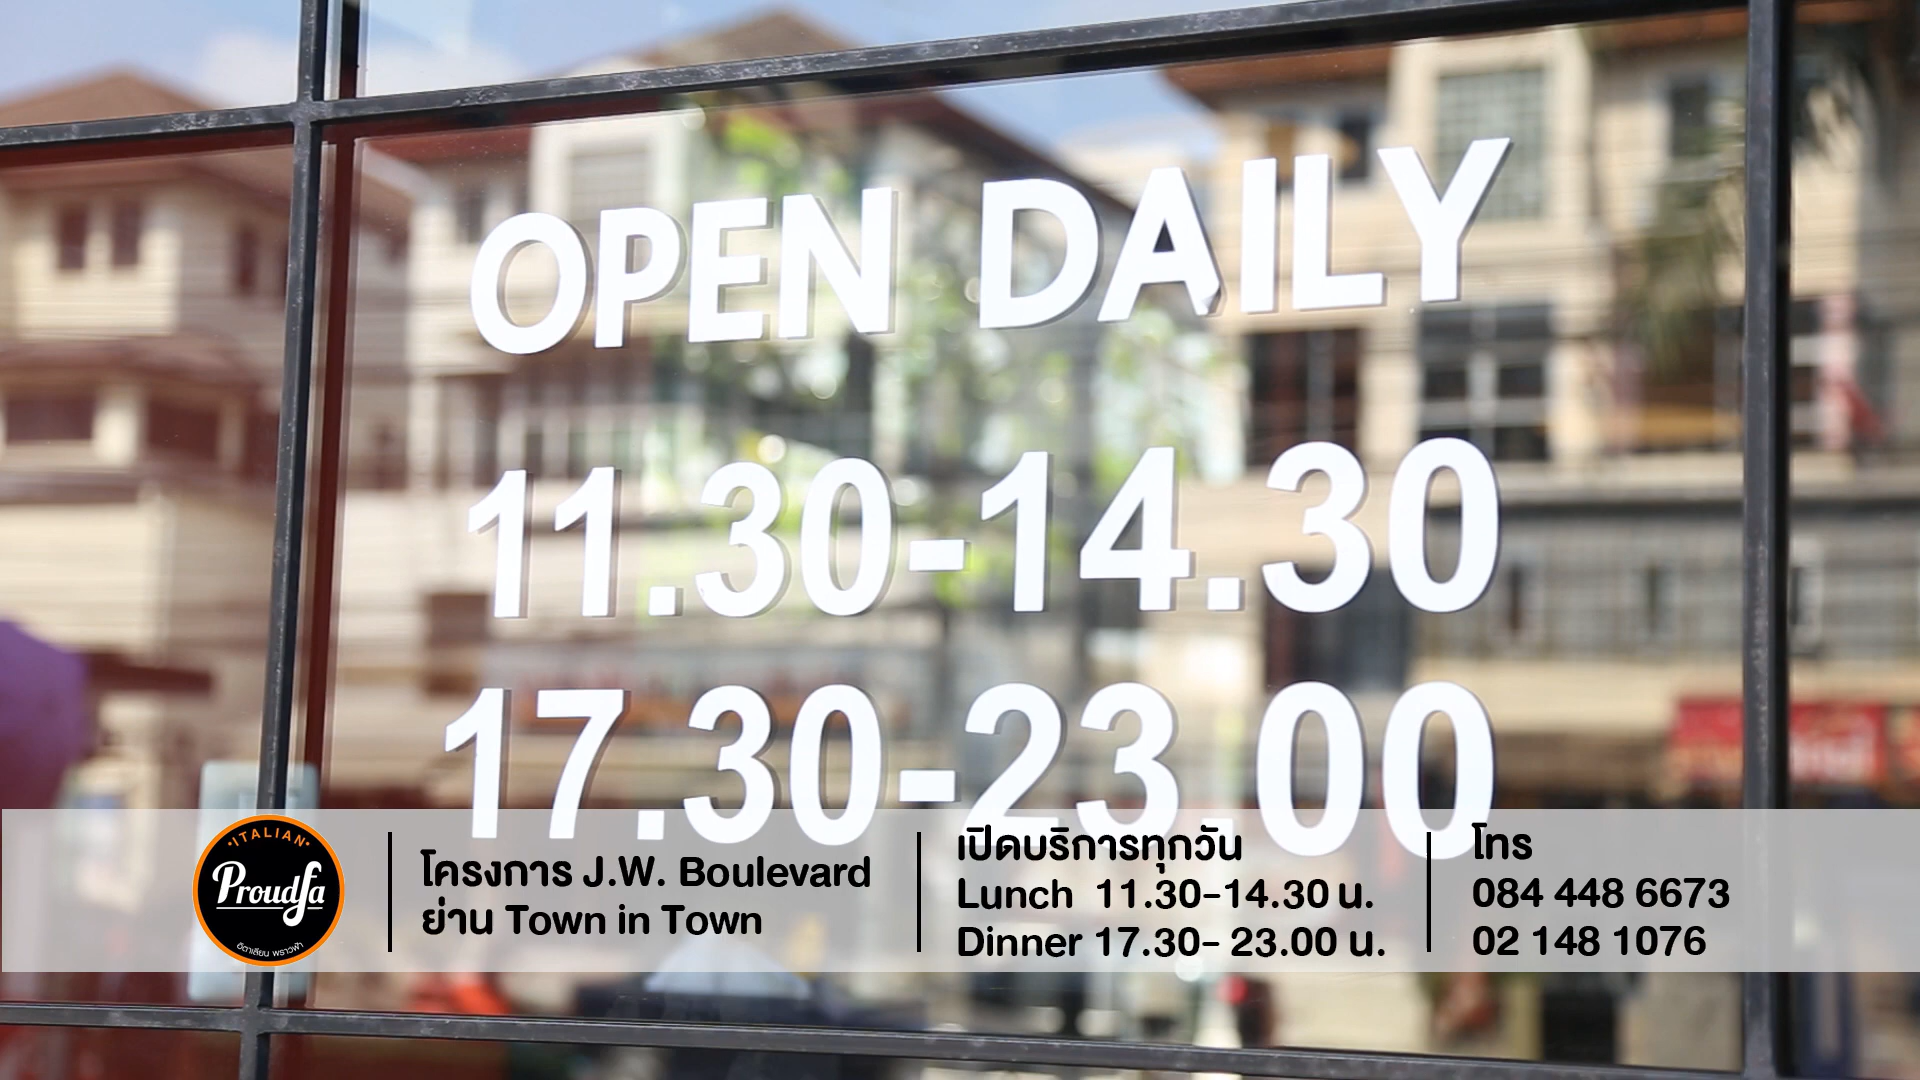 OPEN DAILY
11.30-14.30
17.30-23.00
•ITALIAN•
Proudfa
อิตาเลียน พราวฟ้า
โครงการ J.W. Boulevard
ย่าน Town in Town
เปิดบริการทุกวัน
Lunch 11.30-14.30 น.
Dinner 17.30- 23.00 น.
โทร
084 448 6673
02 148 1076